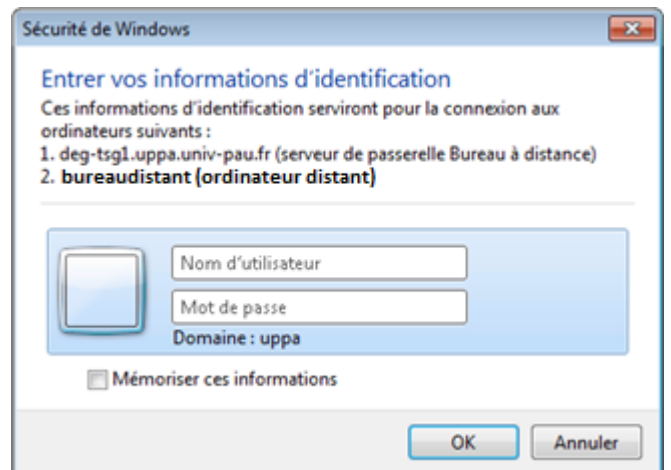 Sécurité de Windows
Entrer vos informations d'identification
Ces informations d'identification serviront pour la connexion aux
ordinateurs suivants :
1. deg-tsg1.uppa.univ-pau.fr (serveur de passerelle Bureau à distance)
2. bureaudistant (ordinateur distant)
Nom d'utilisateur
Mot de passe
Domaine : uppa
Mémoriser ces informations
OK Annuler